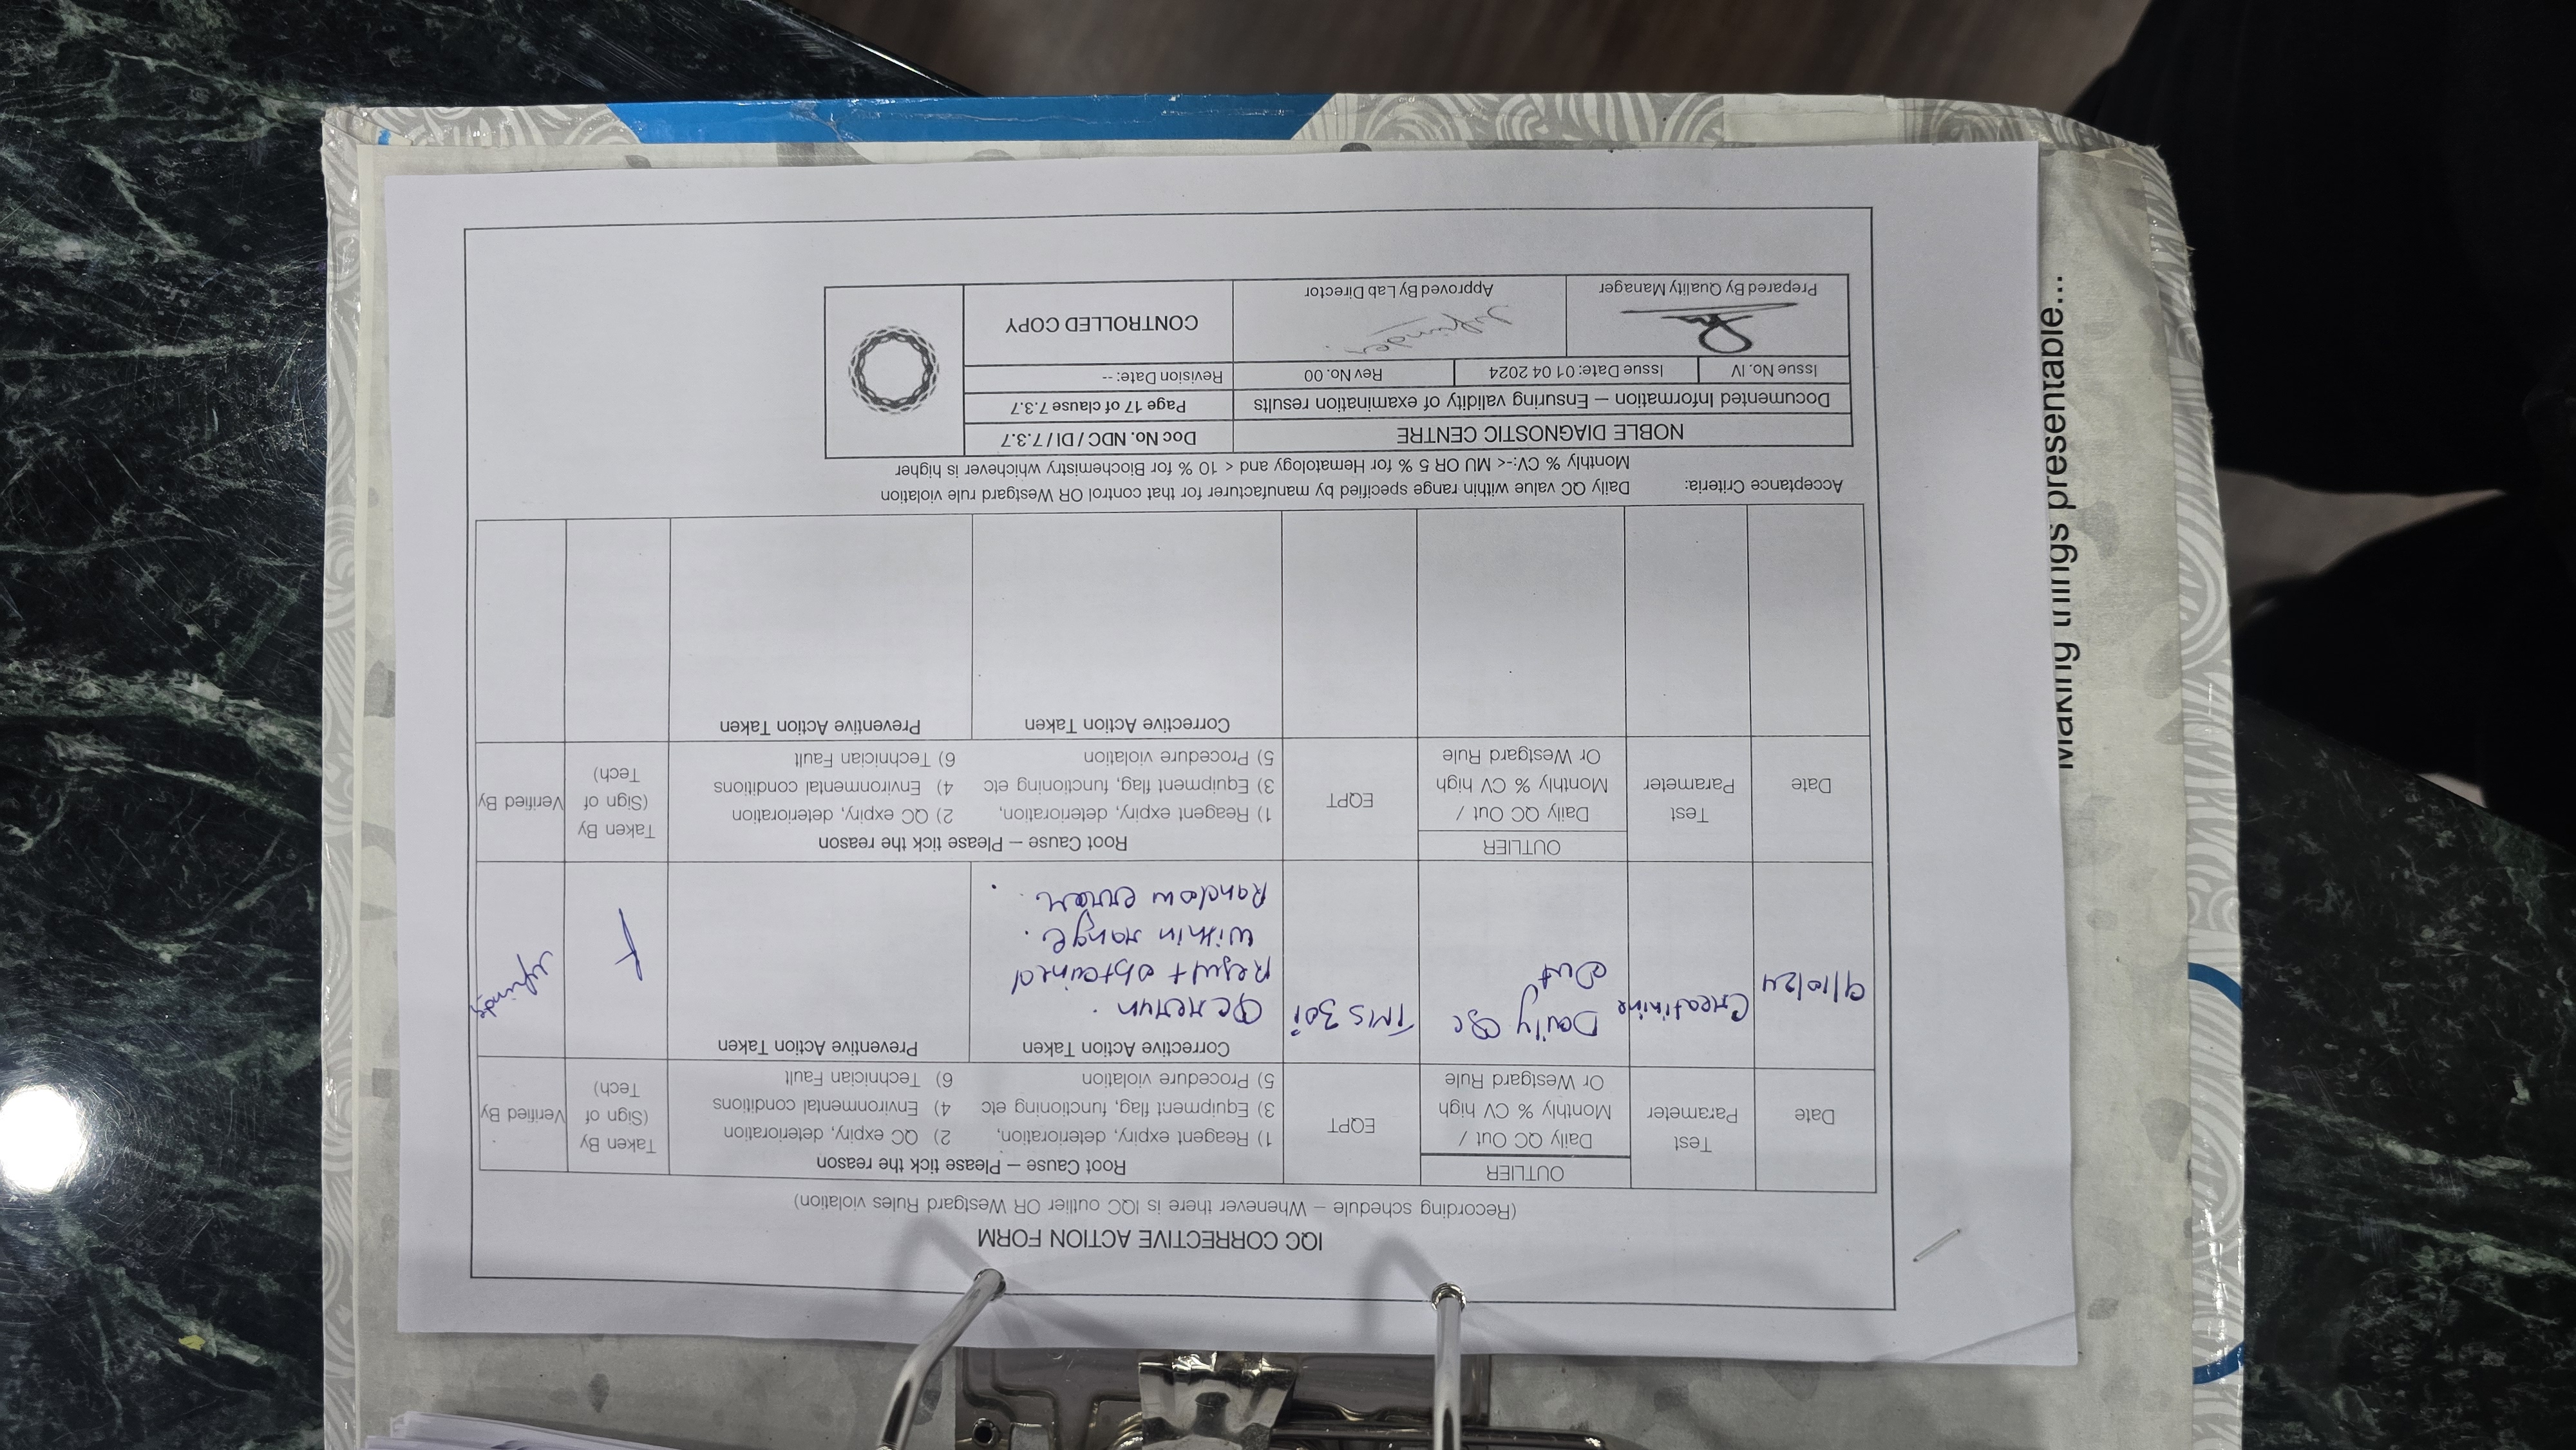 Making things presentable...
IQC CORRECTIVE ACTION FORM
(Recording schedule – Whenever there is IQC outlier OR Westgard Rules violation)
Date
Test Parameter
OUTLIER
Daily QC Out /
Monthly % CV high
Or Westgard Rule
EQPT
Root Cause – Please tick the reason
1) Reagent expiry, deterioration, 2) QC expiry, deterioration
3) Equipment flag, functioning etc 4) Environmental conditions
5) Procedure violation 6) Technician Fault
Corrective Action Taken
Preventive Action Taken
Taken By
(Sign of
Tech)
Verified By
9/10/24
Creatinine
Daily Qc
Out
TMS 30i
Qc rerun.
Result obtained
within range.
Random error.
Date
Test Parameter
OUTLIER
Daily QC Out /
Monthly % CV high
Or Westgard Rule
EQPT
Root Cause – Please tick the reason
1) Reagent expiry, deterioration, 2) QC expiry, deterioration
3) Equipment flag, functioning etc 4) Environmental conditions
5) Procedure violation 6) Technician Fault
Corrective Action Taken
Preventive Action Taken
Taken By
(Sign of
Tech)
Verified By
Acceptance Criteria: Daily QC value within range specified by manufacturer for that control OR Westgard rule violation
Monthly % CV:-< MU OR 5 % for Hematology and < 10 % for Biochemistry whichever is higher
NOBLE DIAGNOSTIC CENTRE
Doc No. NDC / DI / 7.3.7
Documented Information – Ensuring validity of examination results
Page 17 of clause 7.3.7
Issue No. IV
Issue Date: 01 04 2024
Rev No. 00
Revision Date: --
Prepared By Quality Manager
Approved By Lab Director
CONTROLLED COPY